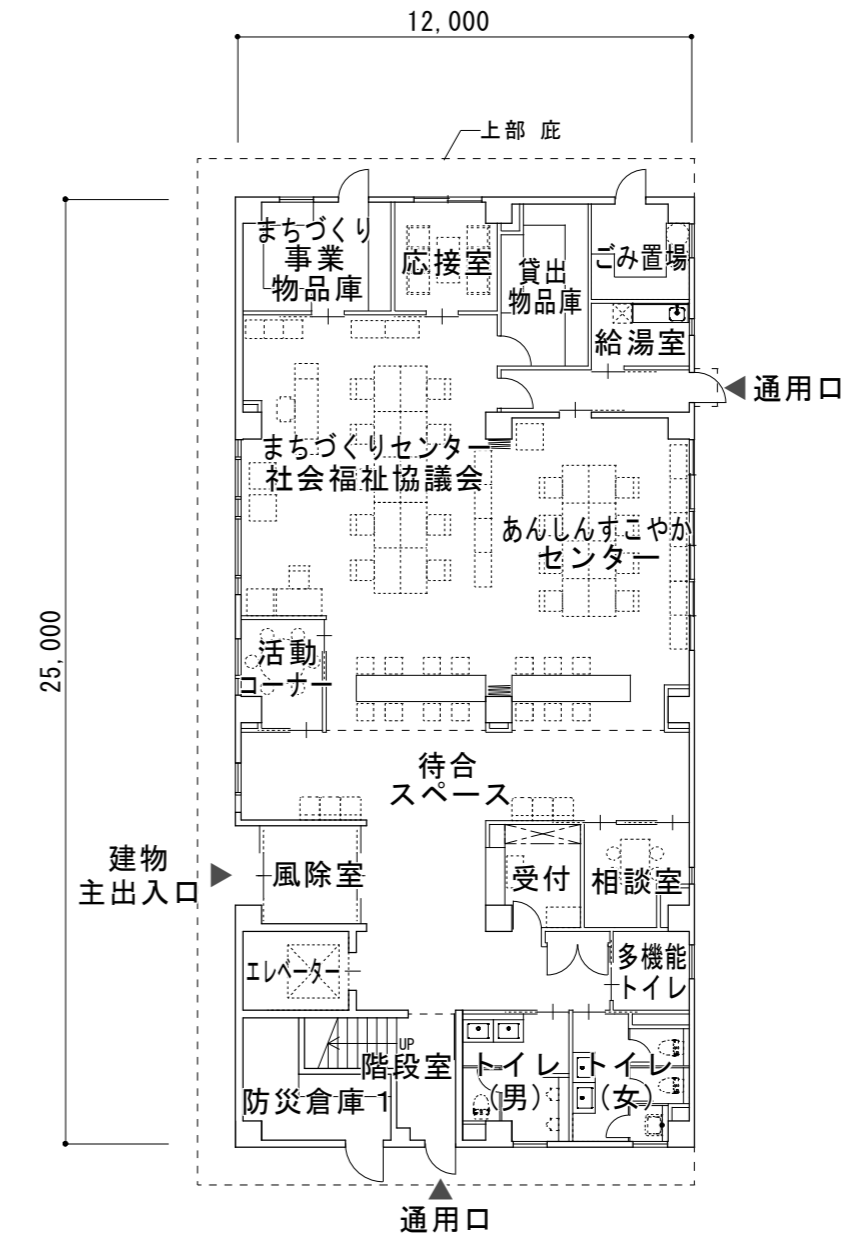 12,000
上部 庇
まちづくり
事業
物品庫
応接室
貸出
物品庫
ごみ置場
給湯室
通用口
まちづくりセンター
社会福祉協議会
あんしんすこやか
センター
25,000
活動
コーナー
待合
スペース
建物
主出入口
風除室
受付
相談室
エレベーター
多機能
トイレ
UP
階段室
防災倉庫1
トイレ
(男)
トイレ
(女)
通用口